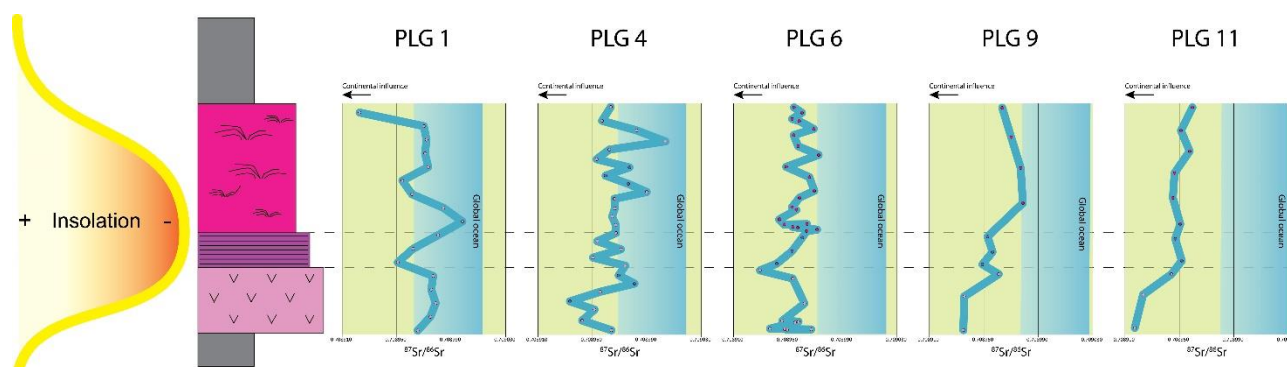 PLG 1
PLG 4
PLG 6
PLG 9
PLG 11
Continental influence
Continental influence
Continental influence
Continental influence
Continental influence
+ Insolation -
Global ocean
Global ocean
Global ocean
Global ocean
Global ocean
⁸⁷Sr/⁸⁶Sr
⁸⁷Sr/⁸⁶Sr
⁸⁷Sr/⁸⁶Sr
⁸⁷Sr/⁸⁶Sr
⁸⁷Sr/⁸⁶Sr